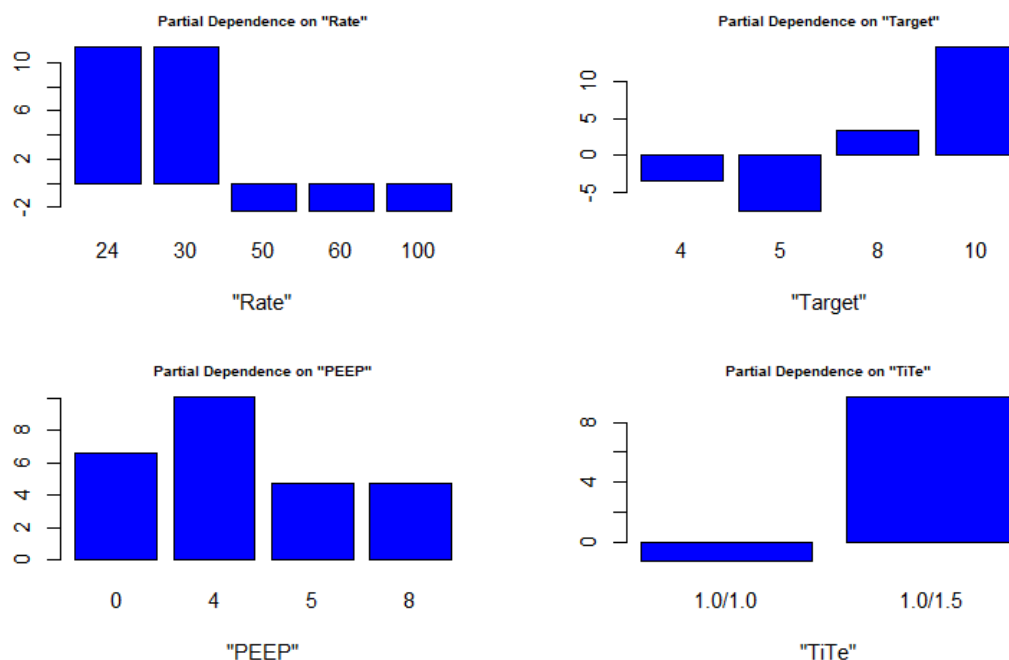 Partial Dependence on "Rate"
10
6
2
-2
24 30 50 60 100
"Rate"
Partial Dependence on "Target"
10
5
0
-5
4 5 8 10
"Target"
Partial Dependence on "PEEP"
8
6
4
2
0
0 4 5 8
"PEEP"
Partial Dependence on "TiTe"
8
4
0
1.0/1.0 1.0/1.5
"TiTe"